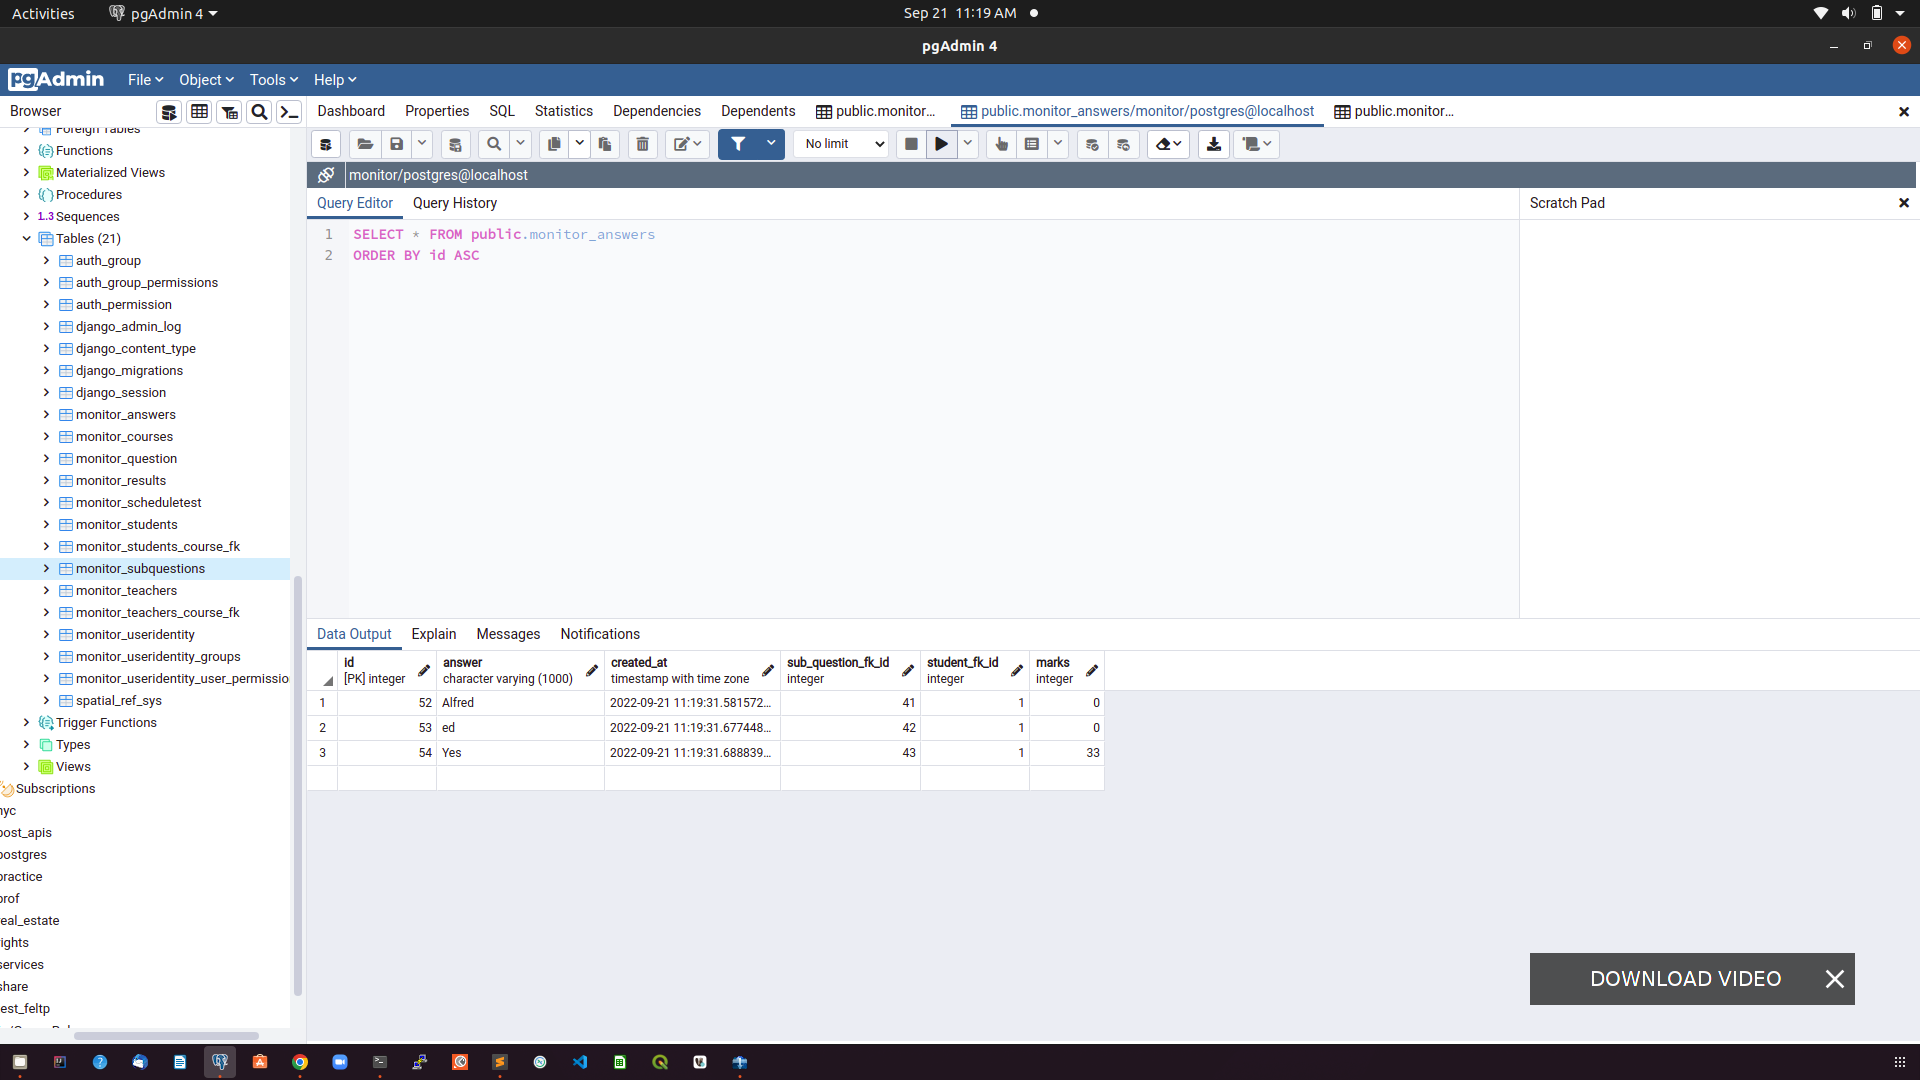 Activities
pgAdmin 4
Sep 21 11:19 AM
pgAdmin 4
pgAdmin
File
Object
Tools
Help
Browser
Dashboard
Properties
SQL
Statistics
Dependencies
Dependents
public.monitor...
public.monitor_answers/monitor/postgres@localhost
public.monitor...
No limit
monitor/postgres@localhost
Query Editor
Query History
Scratch Pad
1 SELECT * FROM public.monitor_answers
2 ORDER BY id ASC
Foreign Tables
Functions
Materialized Views
Procedures
1..3 Sequences
Tables (21)
auth_group
auth_group_permissions
auth_permission
django_admin_log
django_content_type
django_migrations
django_session
monitor_answers
monitor_courses
monitor_question
monitor_results
monitor_scheduletest
monitor_students
monitor_students_course_fk
monitor_subquestions
monitor_teachers
monitor_teachers_course_fk
monitor_useridentity
monitor_useridentity_groups
monitor_useridentity_user_permissio
spatial_ref_sys
Trigger Functions
Types
Views
Subscriptions
nyc
post_apis
postgres
practice
prof
real_estate
rights
services
share
test_feltp
Data Output
Explain
Messages
Notifications
id [PK] integer
answer character varying (1000)
created_at timestamp with time zone
sub_question_fk_id integer
student_fk_id integer
marks integer
1 52 Alfred 2022-09-21 11:19:31.581572... 41 1 0
2 53 ed 2022-09-21 11:19:31.677448... 42 1 0
3 54 Yes 2022-09-21 11:19:31.688839... 43 1 33
DOWNLOAD VIDEO